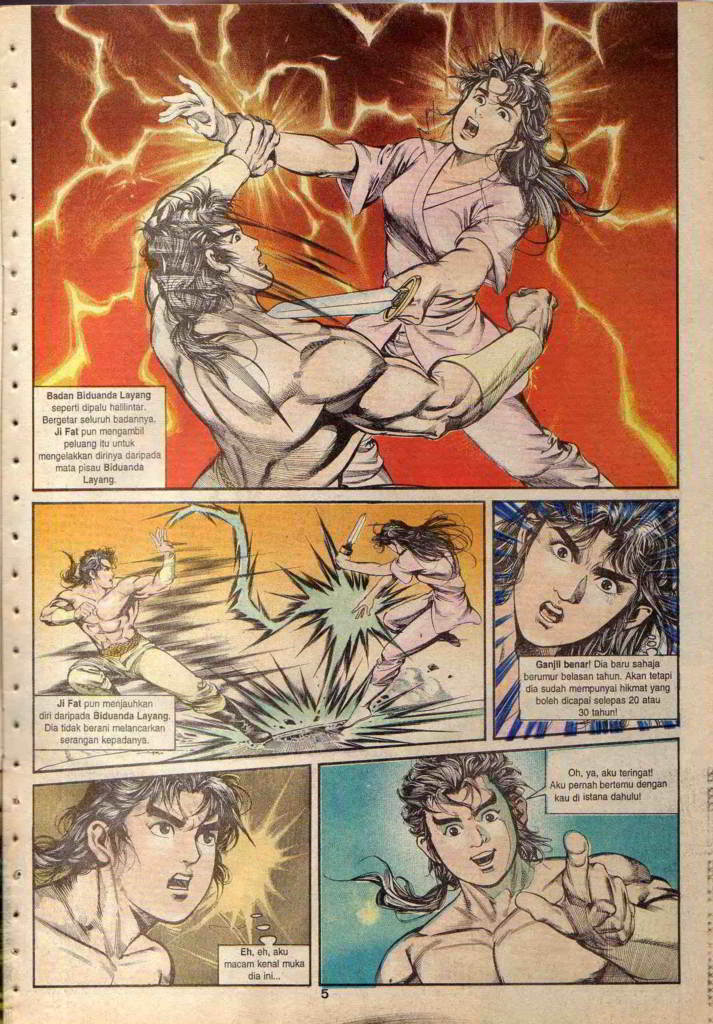 Badan Biduanda Layang
seperti dipalu halilintar.
Bergetar seluruh badannya.
Ji Fat pun mengambil
peluang itu untuk
mengelakkan dirinya daripada
mata pisau Biduanda
Layang.
Ji Fat pun menjauhkan
diri daripada Biduanda Layang.
Dia tidak berani melancarkan
serangan kepadanya.
Ganjil benar! Dia baru sahaja
berumur belasan tahun. Akan tetapi
dia sudah mempunyai hikmat yang
boleh dicapai selepas 20 atau
30 tahun!
Eh, eh, aku
macam kenal muka
dia ini...
Oh, ya, aku teringat!
Aku pernah bertemu dengan
kau di istana dahulu!
5